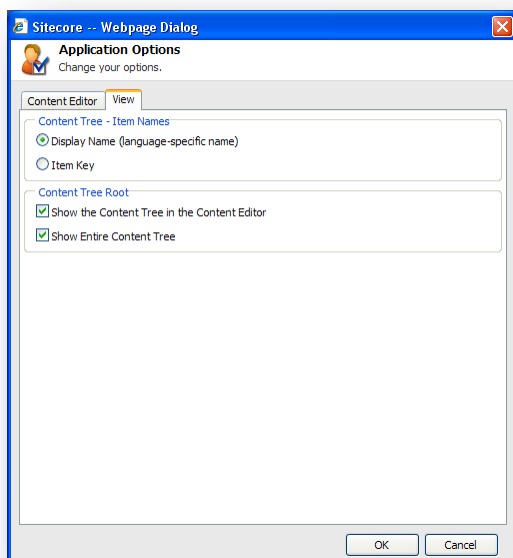 Sitecore -- Webpage Dialog
Application Options
Change your options.
Content Editor View
Content Tree - Item Names
Display Name (language-specific name)
Item Key
Content Tree Root
Show the Content Tree in the Content Editor
Show Entire Content Tree
OK Cancel